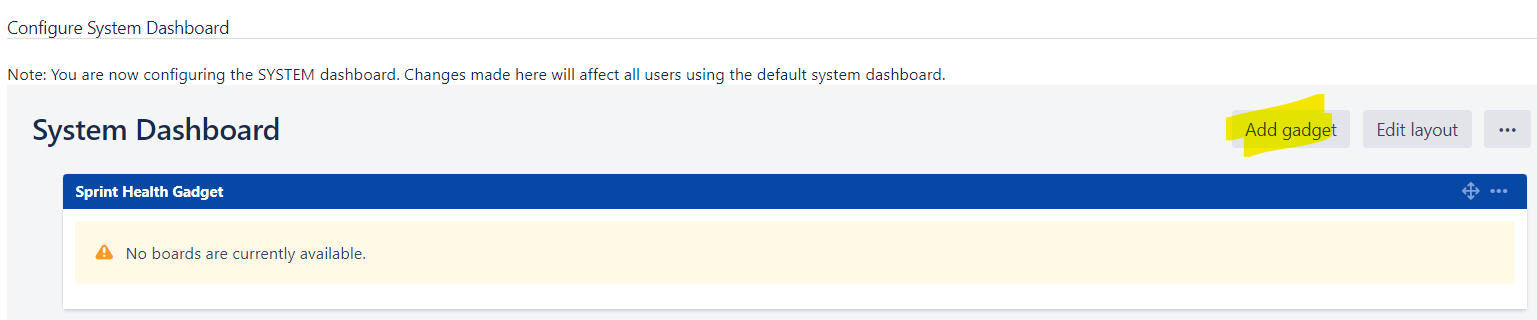 Configure System Dashboard
Note: You are now configuring the SYSTEM dashboard. Changes made here will affect all users using the default system dashboard.
System Dashboard
Add gadget
Edit layout
Sprint Health Gadget
No boards are currently available.